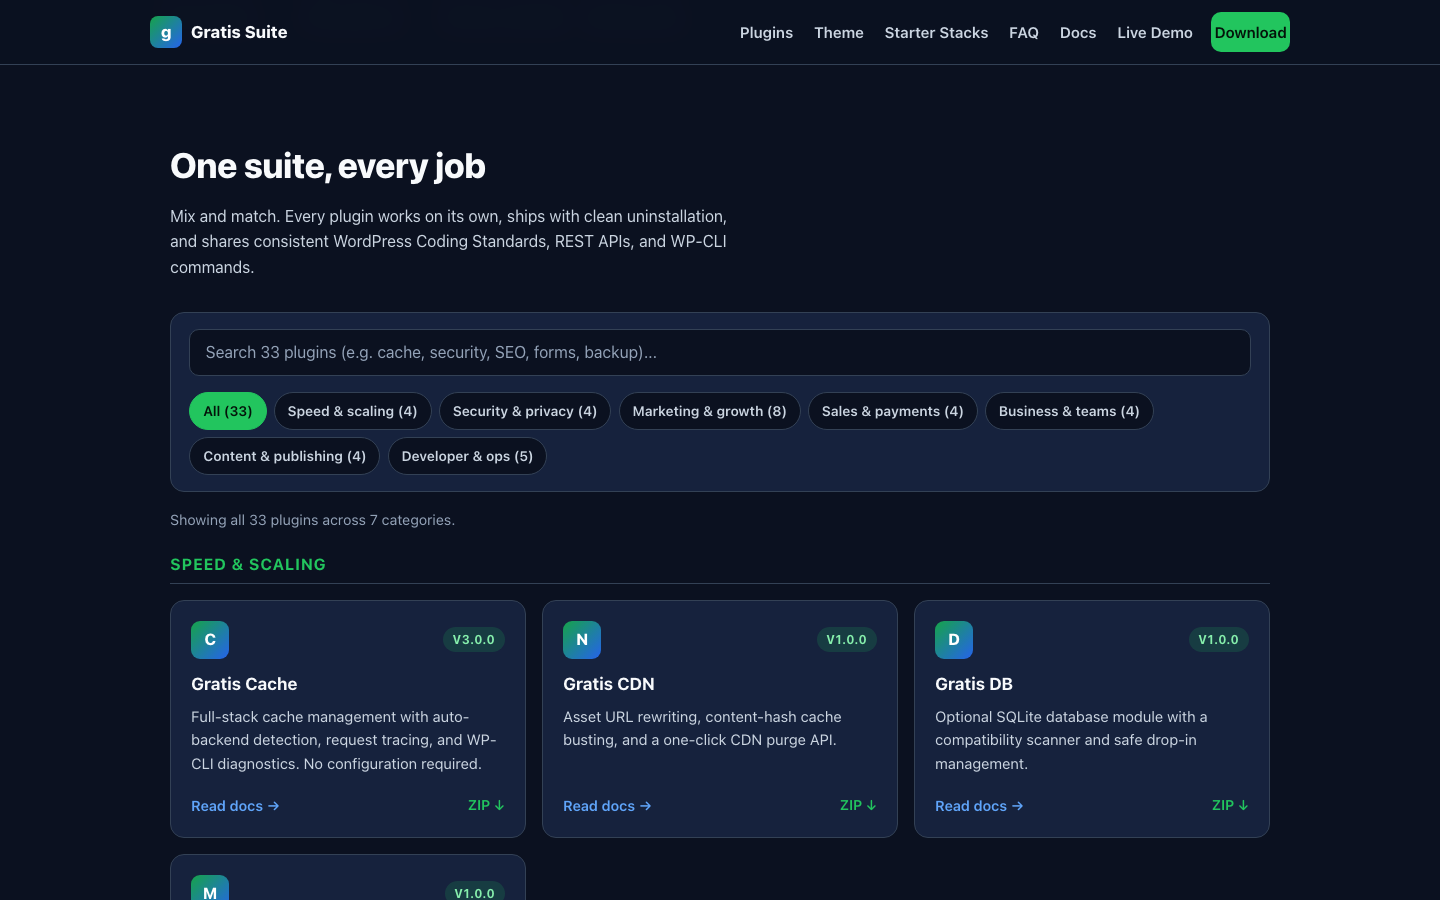 g Gratis Suite Plugins Theme Starter Stacks FAQ Docs Live Demo Download
One suite, every job
Mix and match. Every plugin works on its own, ships with clean uninstallation,
and shares consistent WordPress Coding Standards, REST APIs, and WP-CLI
commands.
Search 33 plugins (e.g. cache, security, SEO, forms, backup)...
All (33) Speed & scaling (4) Security & privacy (4) Marketing & growth (8) Sales & payments (4) Business & teams (4)
Content & publishing (4) Developer & ops (5)
Showing all 33 plugins across 7 categories.
SPEED & SCALING
C V3.0.0
Gratis Cache
Full-stack cache management with auto-
backend detection, request tracing, and WP-
CLI diagnostics. No configuration required.
Read docs → ZIP ↓
N V1.0.0
Gratis CDN
Asset URL rewriting, content-hash cache
busting, and a one-click CDN purge API.
Read docs → ZIP ↓
D V1.0.0
Gratis DB
Optional SQLite database module with a
compatibility scanner and safe drop-in
management.
Read docs → ZIP ↓
M V1.0.0